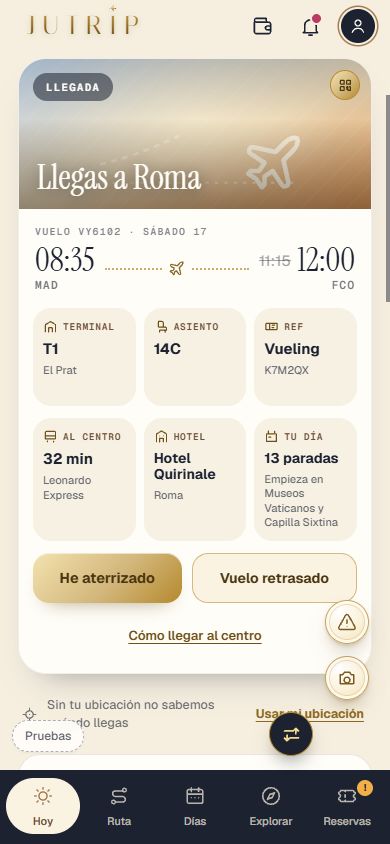 JUTRIP
LLEGADA
Llegas a Roma
VUELO VY6102 · SÁBADO 17
08:35
11:15 12:00
MAD
FCO
TERMINAL
T1
El Prat
ASIENTO
14C
REF
Vueling
K7M2QX
AL CENTRO
32 min
Leonardo
Express
HOTEL
Hotel
Quirinale
Roma
TU DÍA
13 paradas
Empieza en
Museos
Vaticanos y
Capilla Sixtina
He aterrizado
Vuelo retrasado
Cómo llegar al centro
Sin tu ubicación no sabemos
do llegas
Usar mi ubicación
Pruebas
!
Hoy
Ruta
Días
Explorar
Reservas